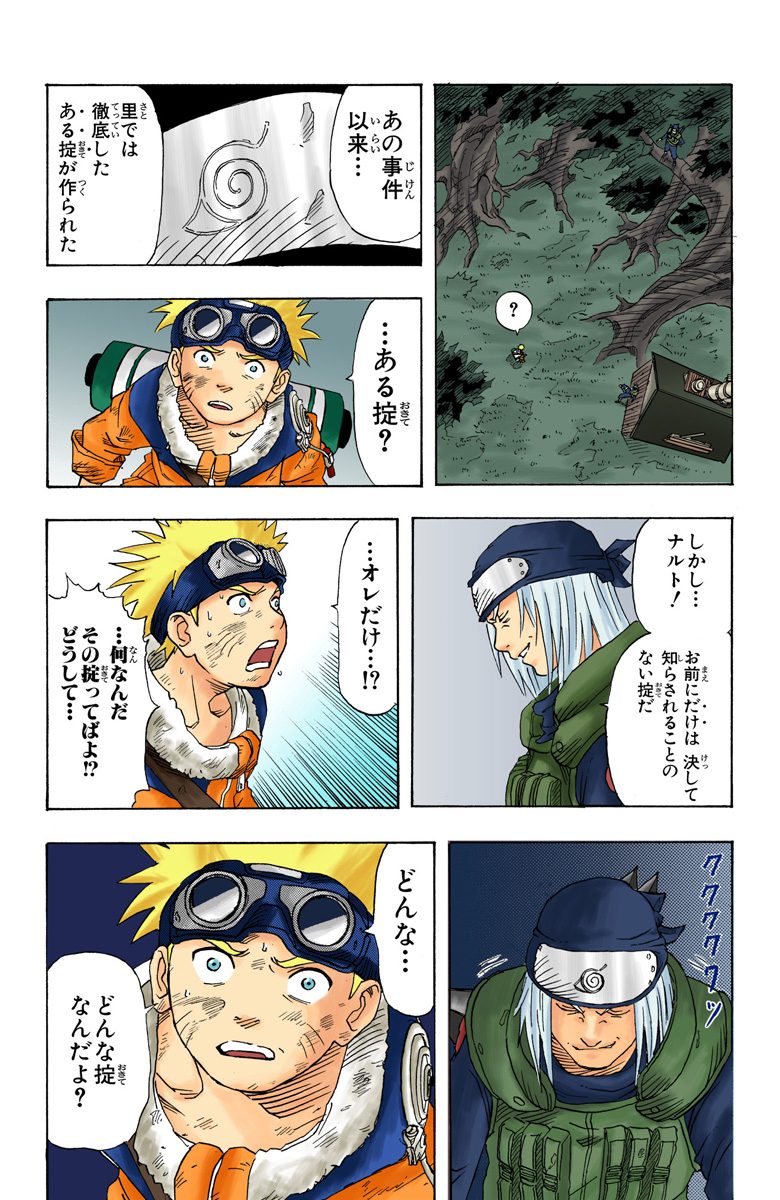 ？
あの事件
以来…
里では
徹底した
ある掟が作られた
…ある掟？
しかし…
ナルト！
お前にだけは 決して
知らされることの
ない掟だ
…オレだけ…!?
…何なんだ
その掟ってばよ!?
どうして…
クククククッ
どんな…
どんな掟
なんだよ？